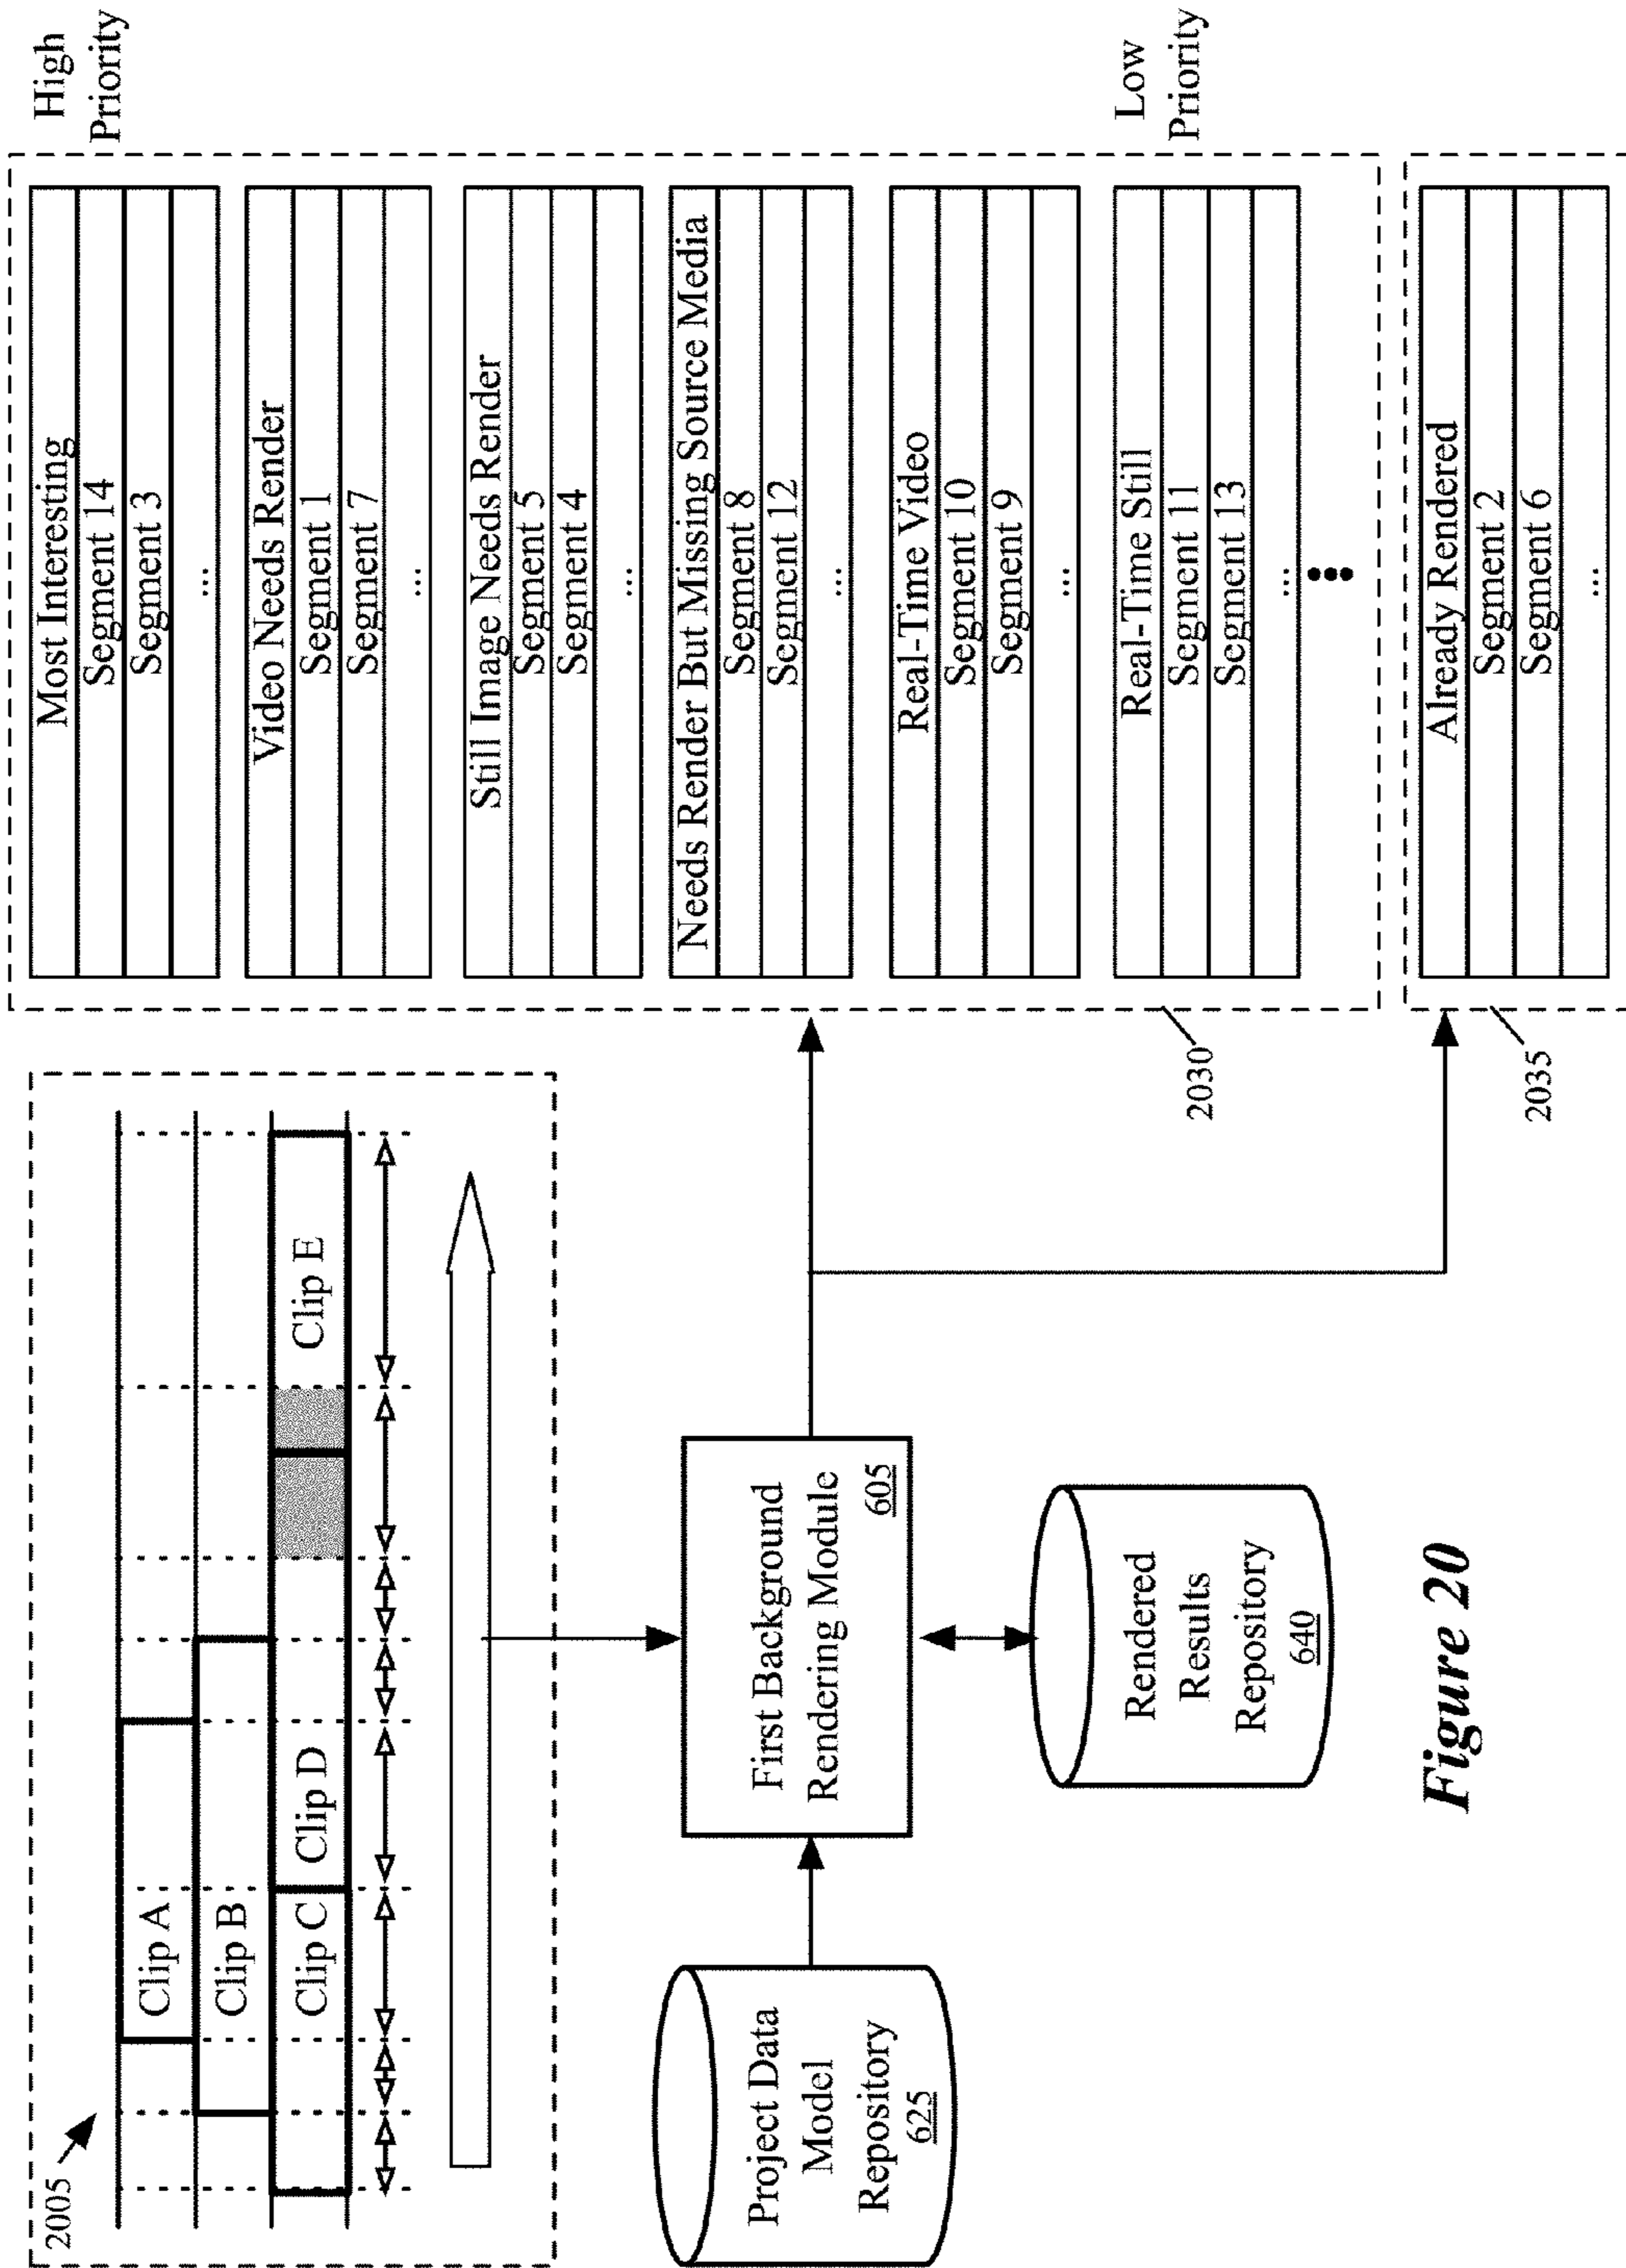 2005
Clip A
Clip B
Clip C
Clip D
Clip E
Project Data
Model
Repository
625
First Background
Rendering Module
605
Rendered
Results
Repository
640
High
Priority
Most Interesting
Segment 14
Segment 3
...
Video Needs Render
Segment 1
Segment 7
...
Still Image Needs Render
Segment 5
Segment 4
...
Needs Render But Missing Source Media
Segment 8
Segment 12
...
Real-Time Video
Segment 10
Segment 9
...
Low
Priority
Real-Time Still
Segment 11
Segment 13
...
2030
Already Rendered
Segment 2
Segment 6
...
2035
Figure 20